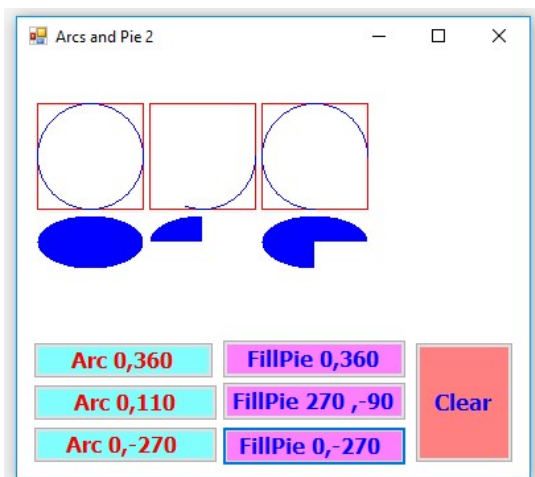 Arcs and Pie 2
Arc 0,360
FillPie 0,360
Arc 0,110
FillPie 270 ,-90
Clear
Arc 0,-270
FillPie 0,-270